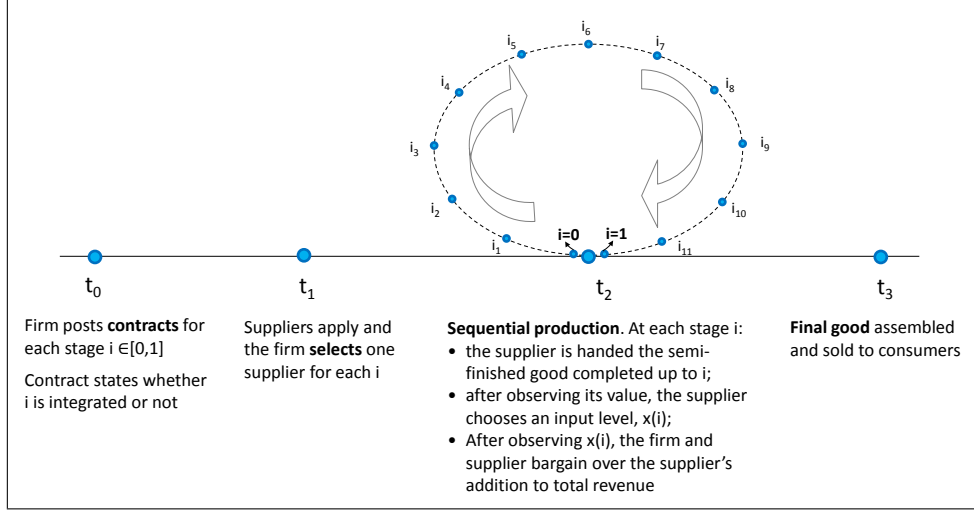 i₆
i₅
i₇
i₄
i₈
i₃
i₉
i₂
i₁₀
i=0
i=1
i₁
i₁₁
t₀
t₁
t₂
t₃
Firm posts contracts for
each stage i ∈[0,1]
Contract states whether
i is integrated or not
Suppliers apply and
the firm selects one
supplier for each i
Sequential production. At each stage i:
• the supplier is handed the semi-
finished good completed up to i;
• after observing its value, the supplier
chooses an input level, x(i);
• After observing x(i), the firm and
supplier bargain over the supplier's
addition to total revenue
Final good assembled
and sold to consumers